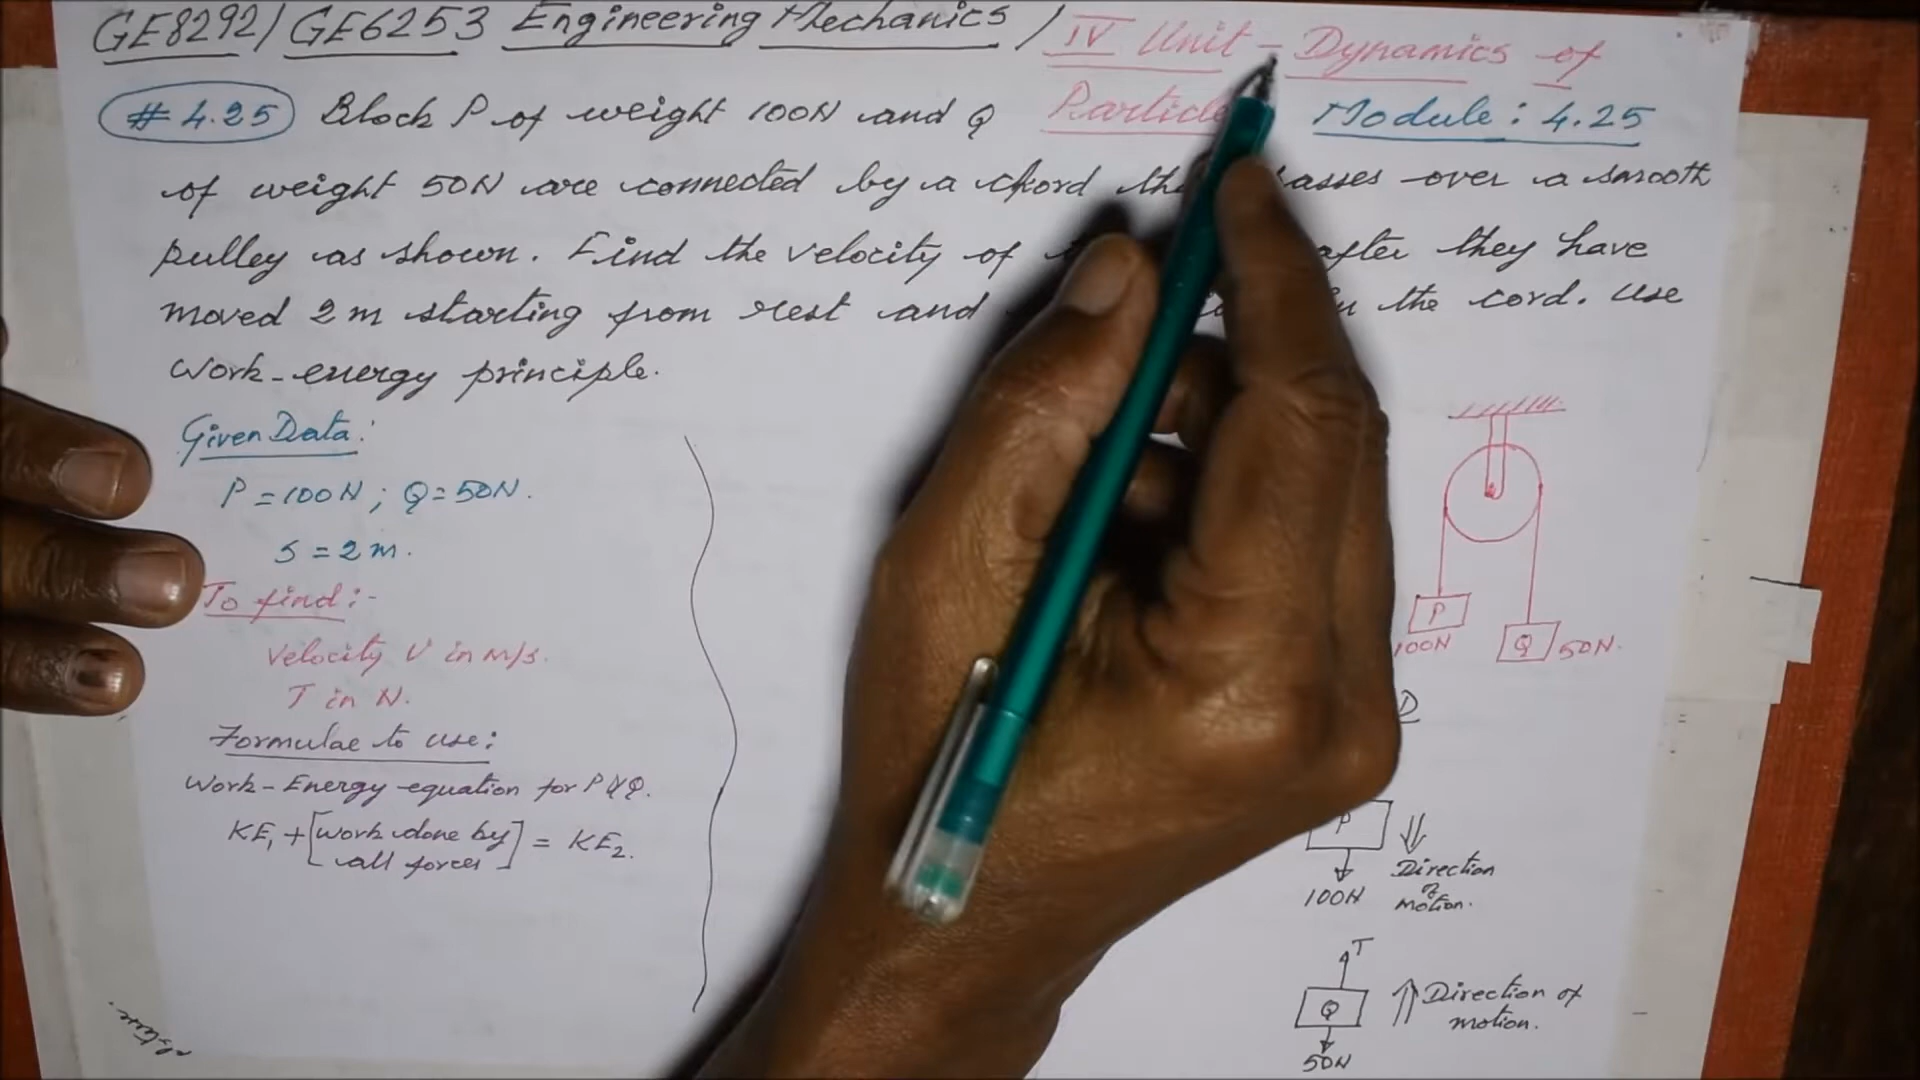 GE8292/ GE6253 Engineering Mechanics / IV Unit - Dynamics of
Particle
Module: 4.25
#4.25 Block P of weight 100N and Q
of weight 50N are connected by a chord over a smooth
pulley as shown. Find the velocity of after they have
moved 2m starting from rest and the cord. Use
Work-energy principle.
Given Data:
P = 100N; Q = 50N.
S = 2m.
To find:-
Velocity V in m/s.
T in N.
Formulae to use:
Work-Energy equation for P & Q.
KE1 + [work done by
all forces] = KE2.
P
100N
Q
50N.
D
P
Direction
of
motion.
100N
T
Q
Direction of
motion.
50N